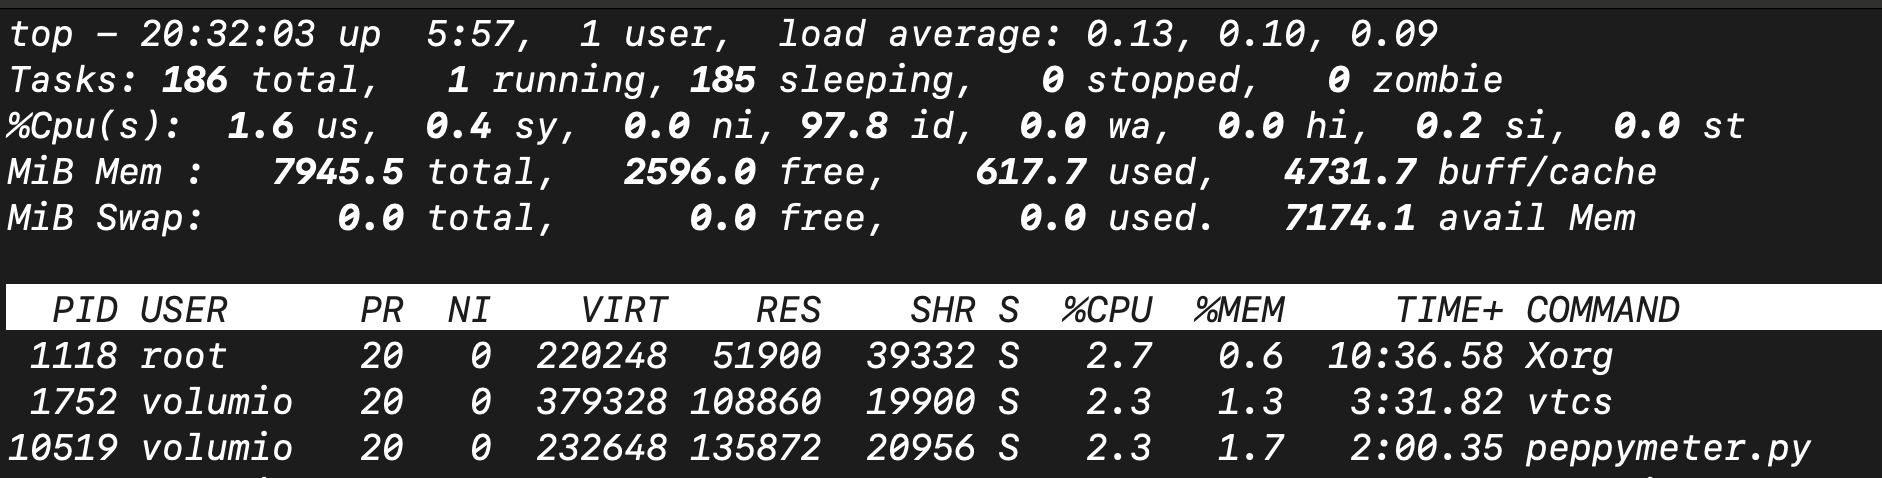 top - 20:32:03 up  5:57,  1 user,  load average: 0.13, 0.10, 0.09
Tasks: 186 total,   1 running, 185 sleeping,   0 stopped,   0 zombie
%Cpu(s):  1.6 us,  0.4 sy,  0.0 ni, 97.8 id,  0.0 wa,  0.0 hi,  0.2 si,  0.0 st
MiB Mem :   7945.5 total,   2596.0 free,    617.7 used,   4731.7 buff/cache
MiB Swap:      0.0 total,      0.0 free,      0.0 used.   7174.1 avail Mem
  PID USER      PR  NI    VIRT    RES    SHR S  %CPU  %MEM     TIME+ COMMAND
 1118 root      20   0  220248  51900  39332 S   2.7   0.6  10:36.58 Xorg
 1752 volumio   20   0  379328 108860  19900 S   2.3   1.3   3:31.82 vtcs
10519 volumio   20   0  232648 135872  20956 S   2.3   1.7   2:00.35 peppymeter.py